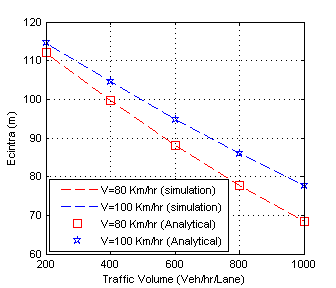 120
110
100
90
80
70
60
Ecintra (m)
V=80 Km/hr (simulation)
V=100 Km/hr (simulation)
V=80 Km/hr (Analytical)
V=100 Km/hr (Analytical)
200
400
600
800
1000
Traffic Volume (Veh/hr/Lane)